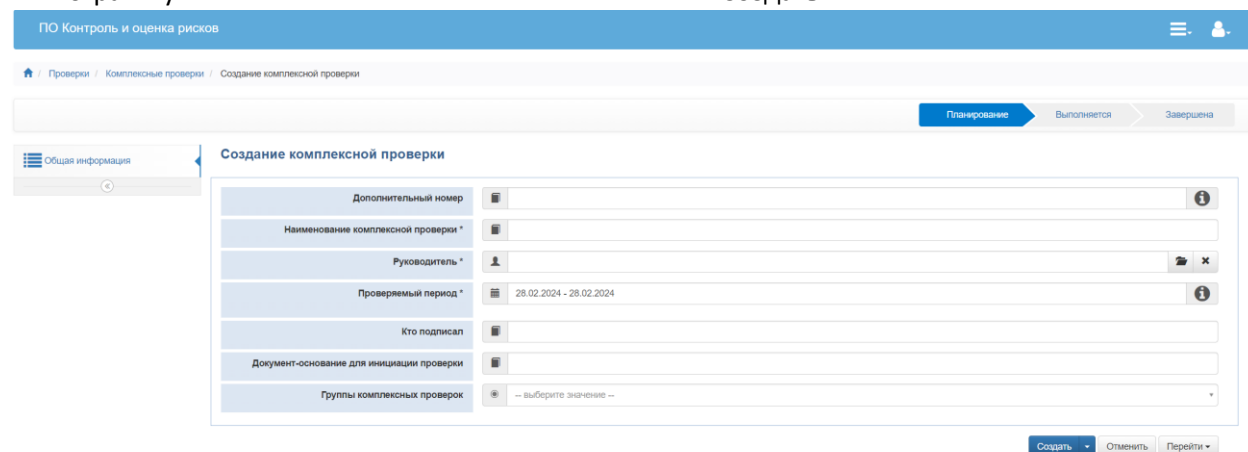 ПО Контроль и оценка рисков
/ Проверки / Комплексные проверки / Создание комплексной проверки
Планирование Выполняется Завершена
Общая информация
Создание комплексной проверки
Дополнительный номер
Наименование комплексной проверки *
Руководитель *
Проверяемый период * 28.02.2024 - 28.02.2024
Кто подписал
Документ-основание для инициации проверки
Группы комплексных проверок -- выберите значение --
Создать Отменить Перейти